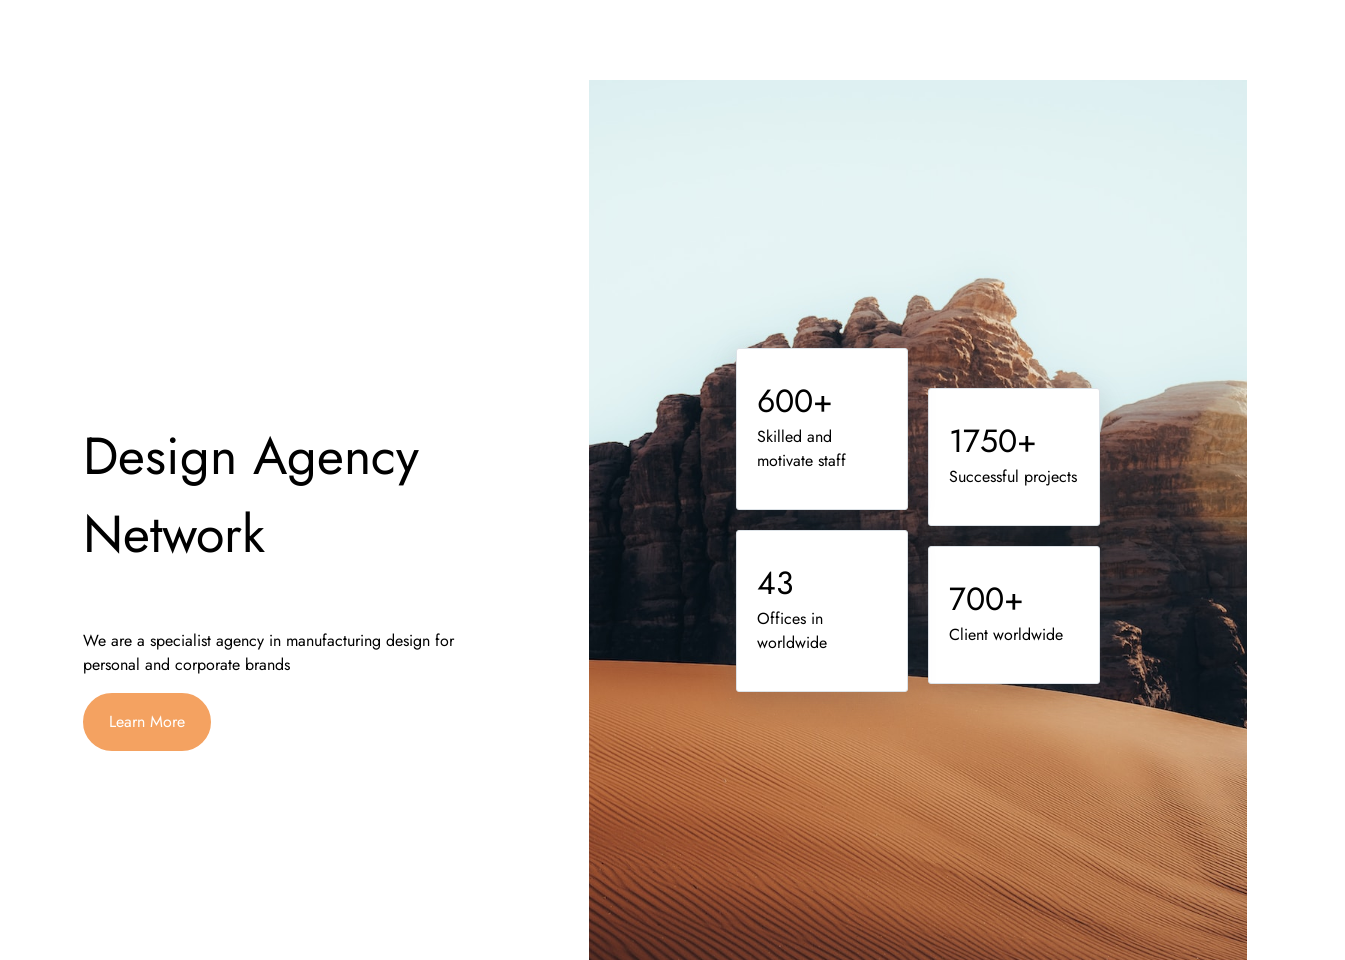 Design Agency
Network
We are a specialist agency in manufacturing design for
personal and corporate brands
Learn More
600+
Skilled and
motivate staff
1750+
Successful projects
43
Offices in
worldwide
700+
Client worldwide